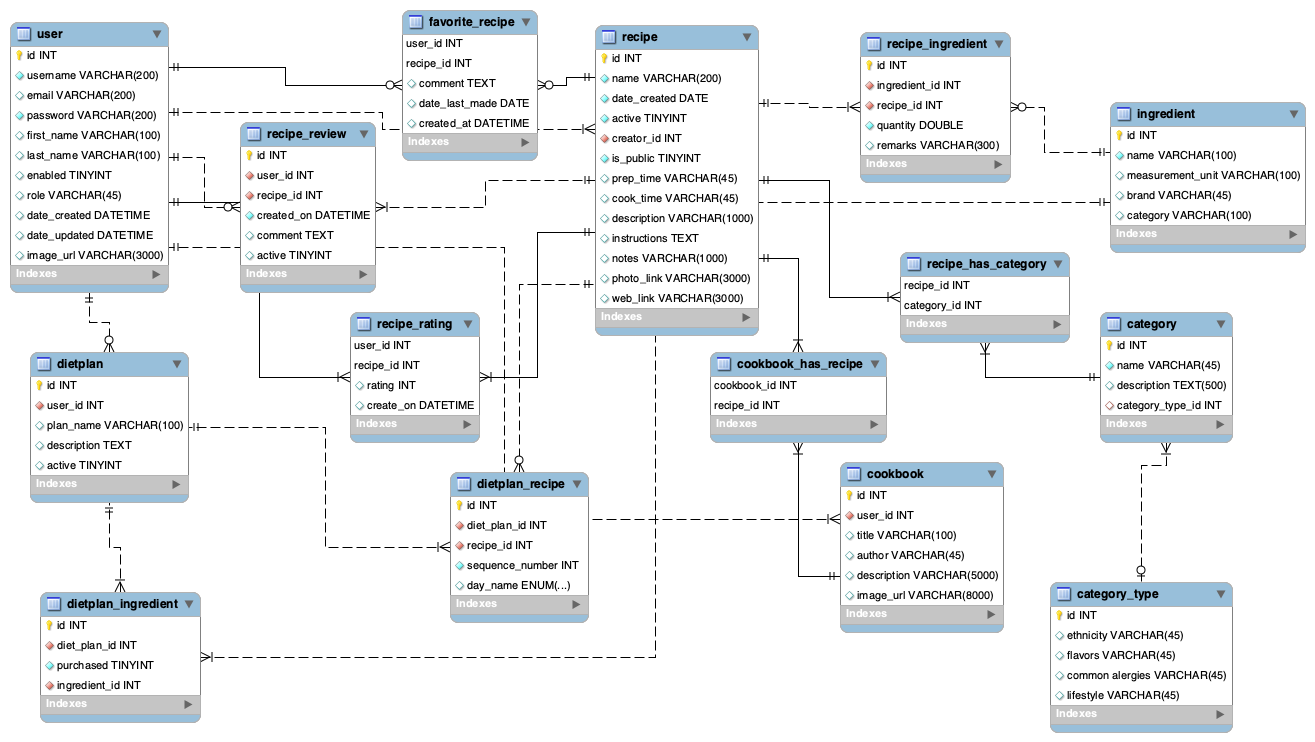 user
id INT
username VARCHAR(200)
email VARCHAR(200)
password VARCHAR(200)
first_name VARCHAR(100)
last_name VARCHAR(100)
enabled TINYINT
role VARCHAR(45)
date_created DATETIME
date_updated DATETIME
image_url VARCHAR(3000)
Indexes
favorite_recipe
user_id INT
recipe_id INT
comment TEXT
date_last_made DATE
created_at DATETIME
Indexes
recipe
id INT
name VARCHAR(200)
date_created DATE
active TINYINT
creator_id INT
is_public TINYINT
prep_time VARCHAR(45)
cook_time VARCHAR(45)
description VARCHAR(1000)
instructions TEXT
notes VARCHAR(1000)
photo_link VARCHAR(3000)
web_link VARCHAR(3000)
Indexes
recipe_ingredient
id INT
ingredient_id INT
recipe_id INT
quantity DOUBLE
remarks VARCHAR(300)
Indexes
ingredient
id INT
name VARCHAR(100)
measurement_unit VARCHAR(100)
brand VARCHAR(45)
category VARCHAR(100)
Indexes
recipe_review
id INT
user_id INT
recipe_id INT
created_on DATETIME
comment TEXT
active TINYINT
Indexes
recipe_has_category
recipe_id INT
category_id INT
Indexes
recipe_rating
user_id INT
recipe_id INT
rating INT
create_on DATETIME
Indexes
category
id INT
name VARCHAR(45)
description TEXT(500)
category_type_id INT
Indexes
dietplan
id INT
user_id INT
plan_name VARCHAR(100)
description TEXT
active TINYINT
Indexes
cookbook_has_recipe
cookbook_id INT
recipe_id INT
Indexes
cookbook
id INT
user_id INT
title VARCHAR(100)
author VARCHAR(45)
description VARCHAR(5000)
image_url VARCHAR(8000)
Indexes
dietplan_recipe
id INT
diet_plan_id INT
recipe_id INT
sequence_number INT
day_name ENUM(...)
Indexes
category_type
id INT
ethnicity VARCHAR(45)
flavors VARCHAR(45)
common alergies VARCHAR(45)
lifestyle VARCHAR(45)
Indexes
dietplan_ingredient
id INT
diet_plan_id INT
purchased TINYINT
ingredient_id INT
Indexes